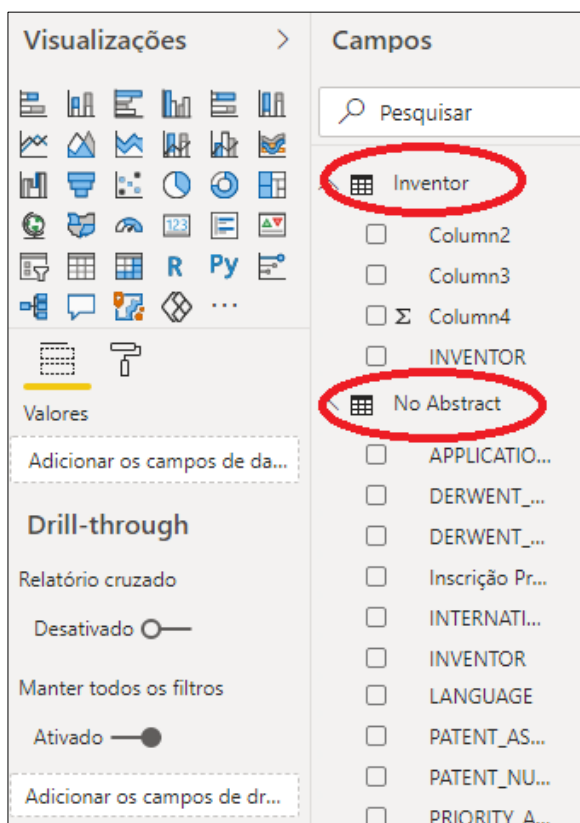 Visualizações
Campos
Pesquisar
Inventor
Column2
Column3
Column4
INVENTOR
No Abstract
APPLICATIO...
DERWENT_...
DERWENT_...
Inscrição Pr...
INTERNATI...
INVENTOR
LANGUAGE
PATENT_AS...
PATENT_NU...
PRIORITY_A...
123
R
Py
Valores
Adicionar os campos de da...
Drill-through
Relatório cruzado
Desativado
Manter todos os filtros
Ativado
Adicionar os campos de dr...